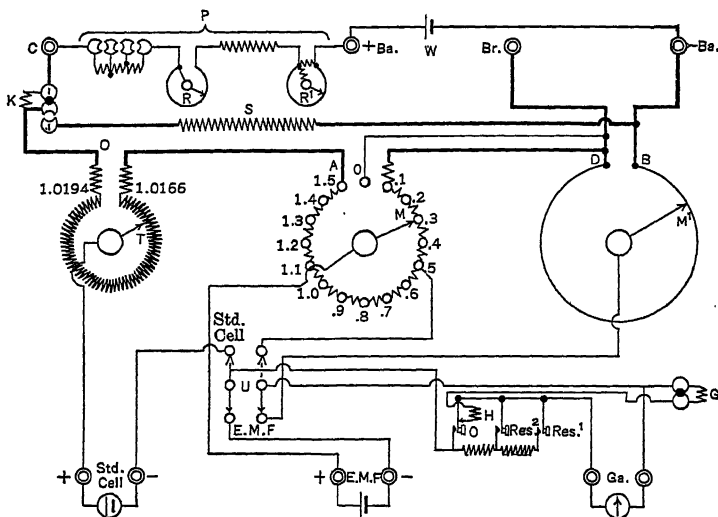 P
C
+Ba.
W
Br.
-Ba.
R
R1
K
S
O
A
O
D
B
1.0194
1.0166
T
1.5
.1
1.4
.2
1.3
M
.3
M1
1.2
.4
1.1
.5
1.0
.6
.9
.8
.7
Std.
Cell
U
G
H
E.M.F
O
Res.2
Res.1
+
Std.
Cell
-
+
E.M.F
-
Ga.